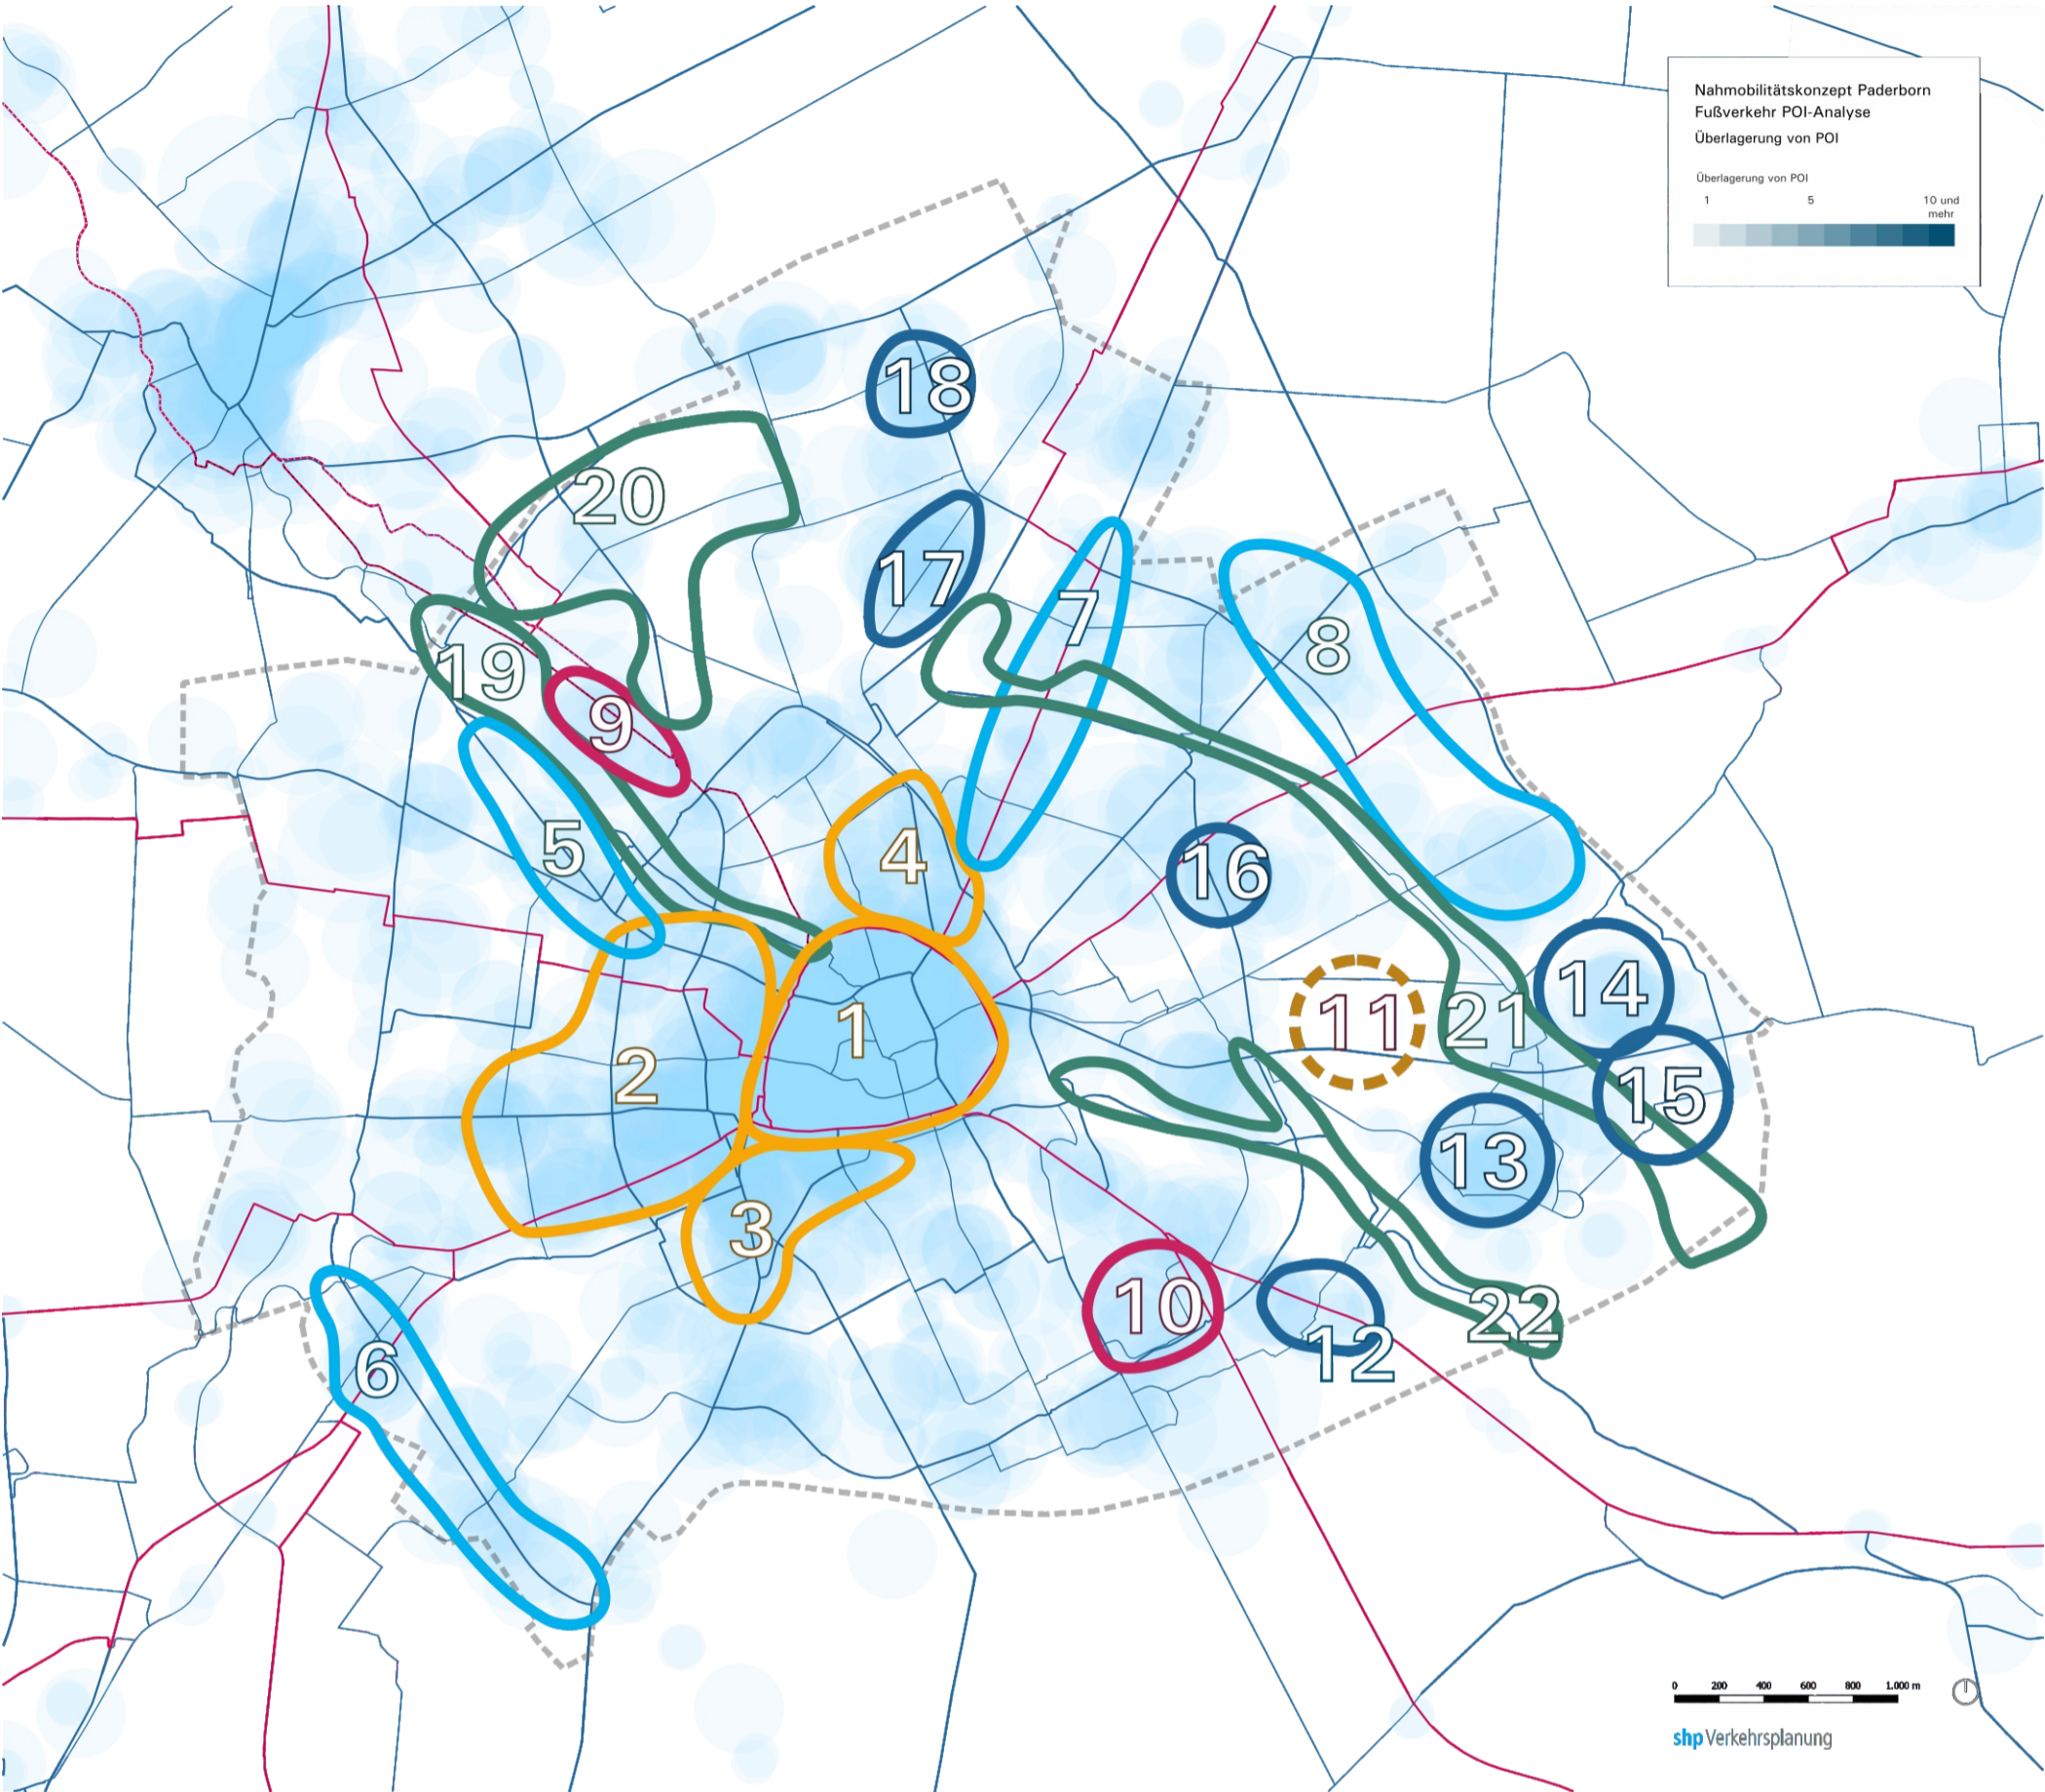 Nahmobilitätskonzept Paderborn
Fußverkehr POI-Analyse
Überlagerung von POI
Überlagerung von POI
1 5 10 und
mehr
18
20
17
7
8
19
9
5
4
16
14
11
21
1
2
15
13
3
10
22
12
6
0 200 400 600 800 1.000 m
shp Verkehrsplanung